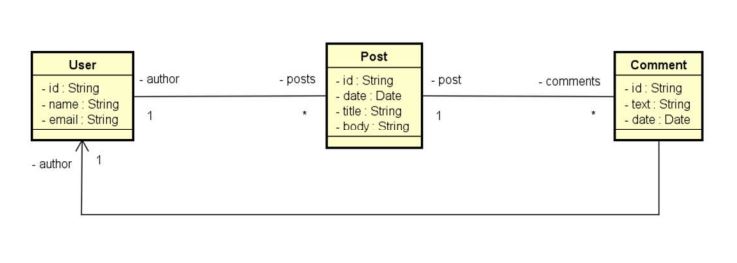 User
- id : String
- name : String
- email : String
- author
1
- posts
*
Post
- id : String
- date : Date
- title : String
- body : String
- post
1
- comments
*
Comment
- id : String
- text : String
- date : Date
- author
1